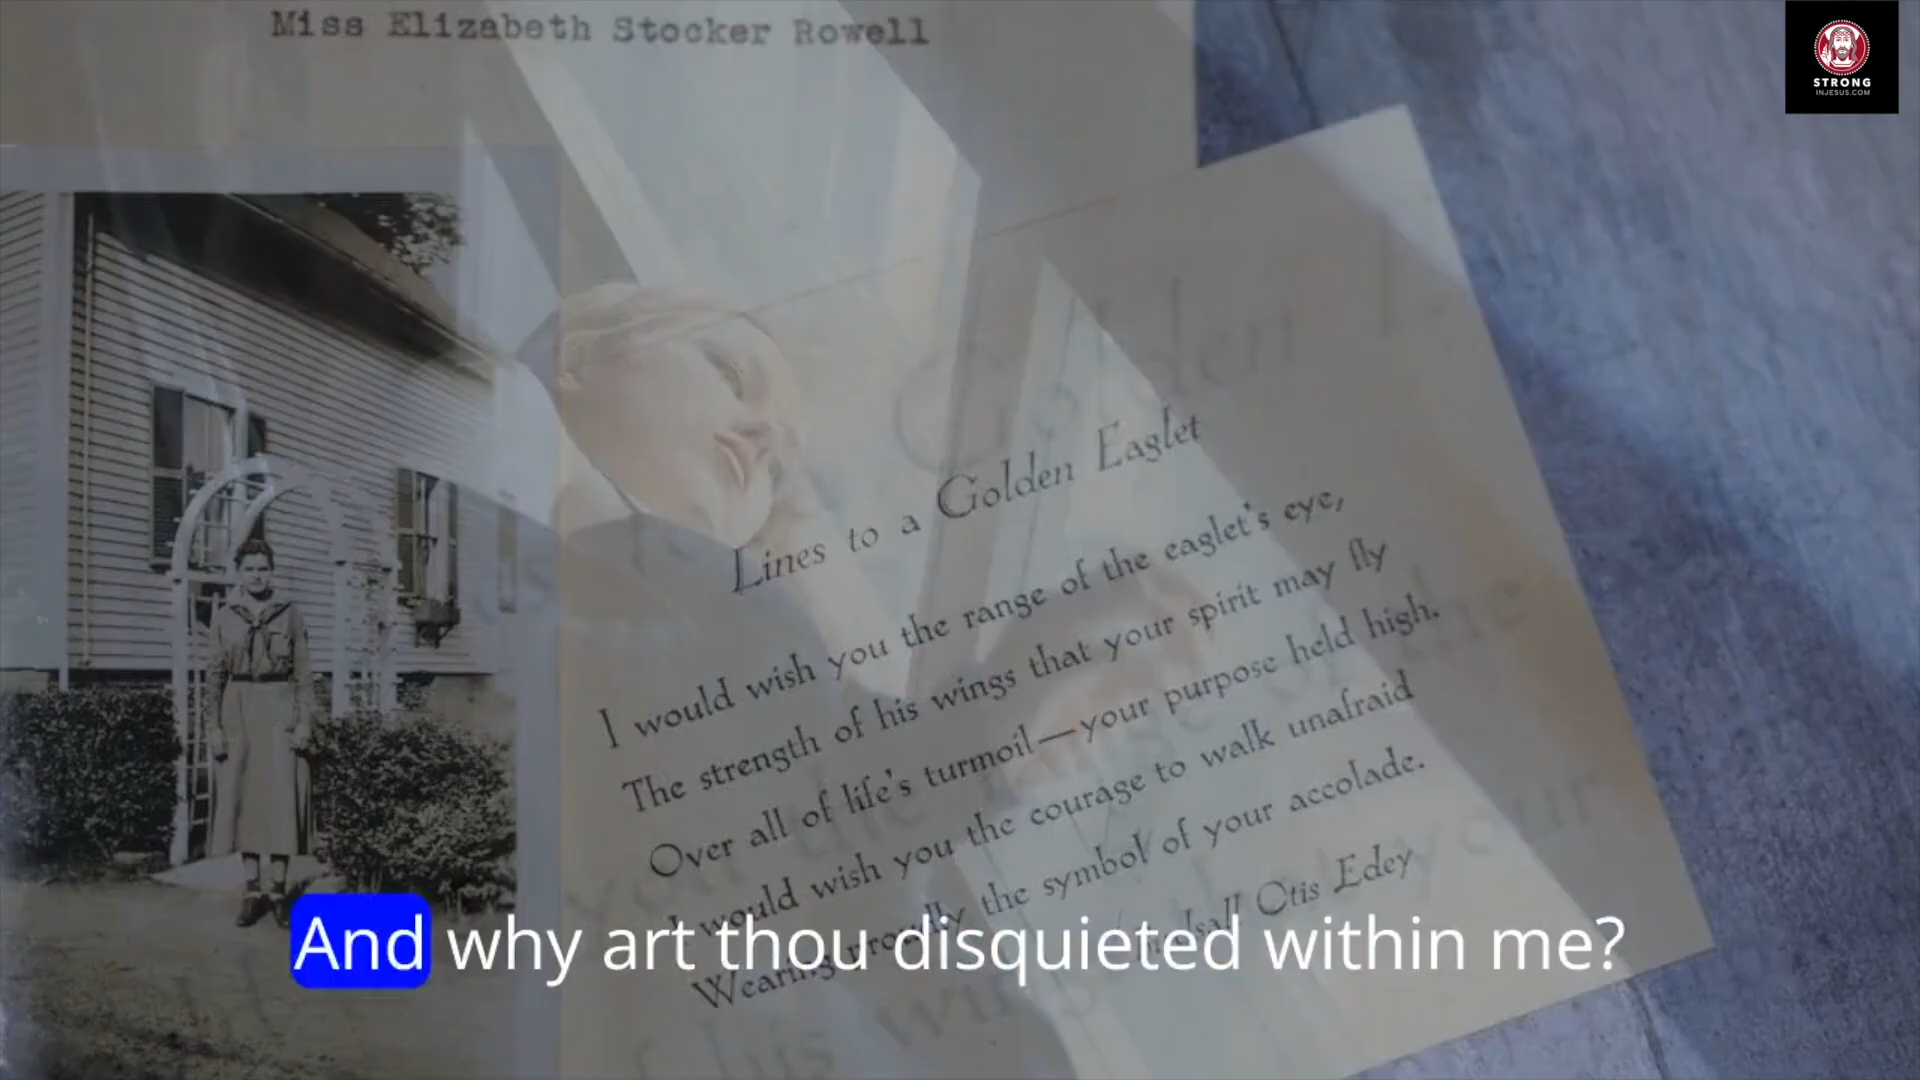 Miss Elizabeth Stocker Rowell
STRONG
INJESUS.COM
Lines to a Golden Eaglet
I would wish you the range of the eaglet's eye,
The strength of his wings that your spirit may fly
Over all of life's turmoil—your purpose held high.
I would wish you the courage to walk unafraid
Wearing proudly the symbol of your accolade.
Otis Edey
And why art thou disquieted within me?